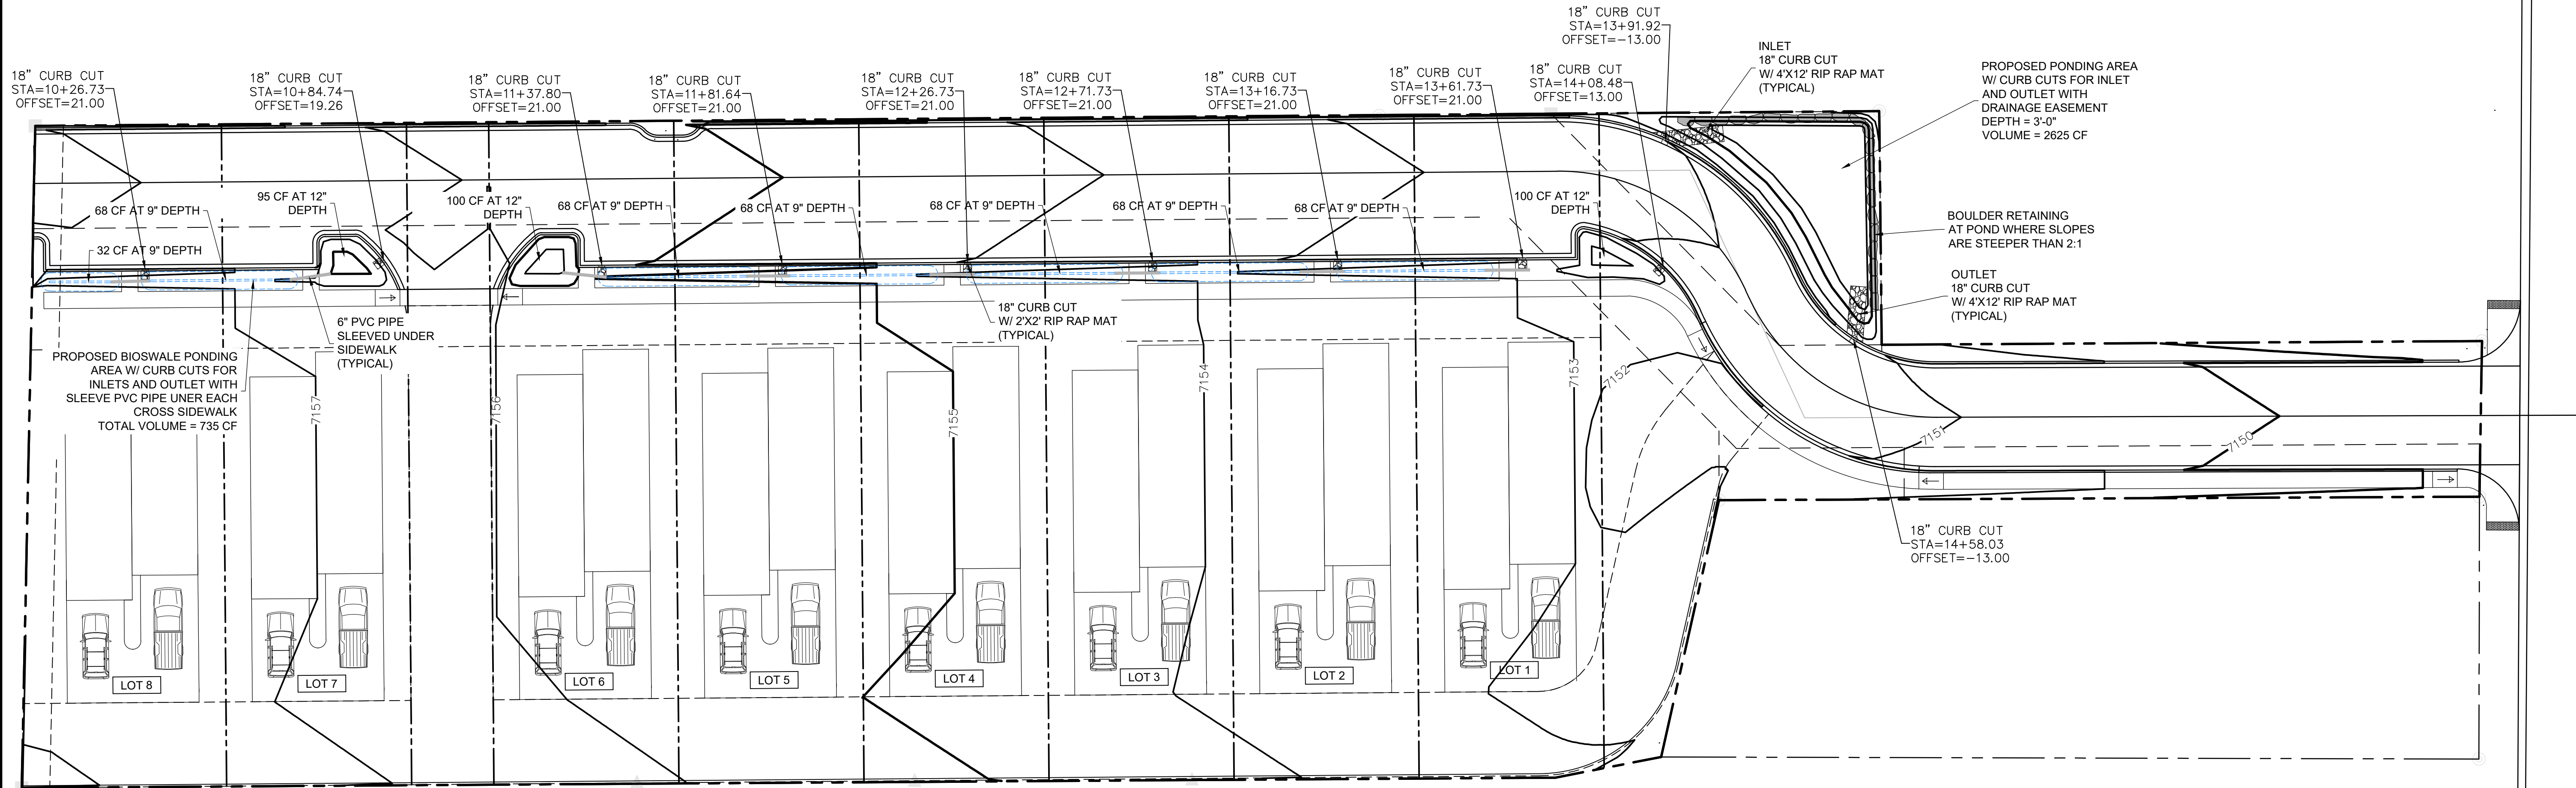 18" CURB CUT
STA=10+26.73
OFFSET=21.00
18" CURB CUT
STA=10+84.74
OFFSET=19.26
18" CURB CUT
STA=11+37.80
OFFSET=21.00
18" CURB CUT
STA=11+81.64
OFFSET=21.00
18" CURB CUT
STA=12+26.73
OFFSET=21.00
18" CURB CUT
STA=12+71.73
OFFSET=21.00
18" CURB CUT
STA=13+16.73
OFFSET=21.00
18" CURB CUT
STA=13+61.73
OFFSET=21.00
18" CURB CUT
STA=14+08.48
OFFSET=13.00
18" CURB CUT
STA=13+91.92
OFFSET=-13.00
INLET
18" CURB CUT
W/ 4'X12' RIP RAP MAT
(TYPICAL)
PROPOSED PONDING AREA
W/ CURB CUTS FOR INLET
AND OUTLET WITH
DRAINAGE EASEMENT
DEPTH = 3'-0"
VOLUME = 2625 CF
BOULDER RETAINING
AT POND WHERE SLOPES
ARE STEEPER THAN 2:1
OUTLET
18" CURB CUT
W/ 4'X12' RIP RAP MAT
(TYPICAL)
68 CF AT 9" DEPTH
95 CF AT 12"
DEPTH
32 CF AT 9" DEPTH
100 CF AT 12"
DEPTH
68 CF AT 9" DEPTH
68 CF AT 9" DEPTH
68 CF AT 9" DEPTH
68 CF AT 9" DEPTH
68 CF AT 9" DEPTH
100 CF AT 12"
DEPTH
6" PVC PIPE
SLEEVED UNDER
SIDEWALK
(TYPICAL)
PROPOSED BIOSWALE PONDING
AREA W/ CURB CUTS FOR
INLETS AND OUTLET WITH
SLEEVE PVC PIPE UNER EACH
CROSS SIDEWALK
TOTAL VOLUME = 735 CF
18" CURB CUT
W/ 2'X2' RIP RAP MAT
(TYPICAL)
7157
7156
7155
7154
7153
7152
7151
7150
18" CURB CUT
STA=14+58.03
OFFSET=-13.00
LOT 8
LOT 7
LOT 6
LOT 5
LOT 4
LOT 3
LOT 2
LOT 1